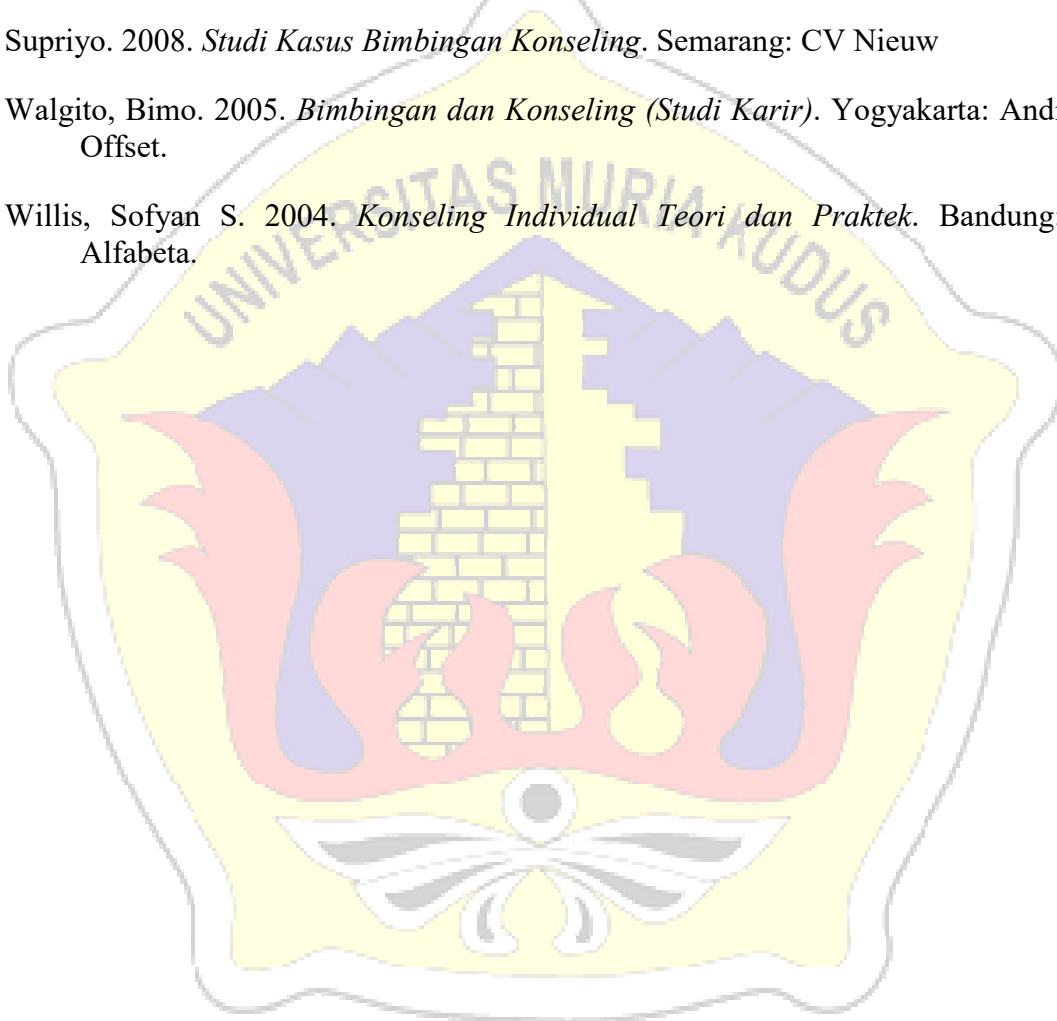 Supriyo. 2008. Studi Kasus Bimbingan Konseling. Semarang: CV Nieuw
Walgito, Bimo. 2005. Bimbingan dan Konseling (Studi Karir). Yogyakarta: Andi
Offset.
Willis, Sofyan S. 2004. Konseling Individual Teori dan Praktek. Bandung:
Alfabeta.
UNIVERSITAS MURIA KUDUS